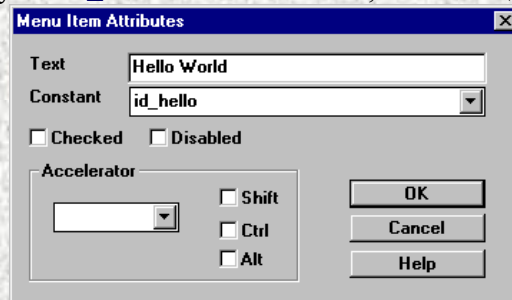 Menu Item Attributes
Text Hello World
Constant id_hello
Checked Disabled
Accelerator
Shift
Ctrl
Alt
OK
Cancel
Help